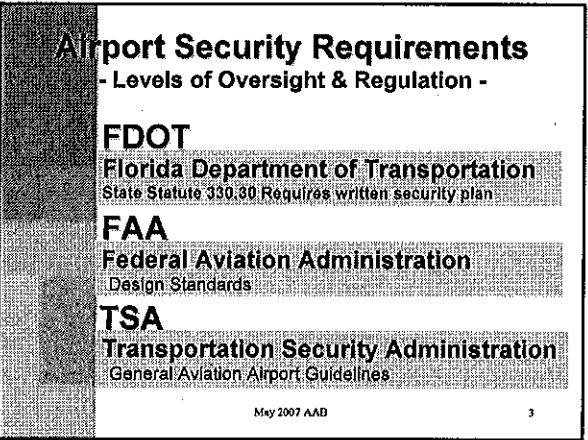 Airport Security Requirements
- Levels of Oversight & Regulation -
FDOT
Florida Department of Transportation
State Statute 330.30 Requires written security plan
FAA
Federal Aviation Administration
Design Standards
TSA
Transportation Security Administration
General Aviation Airport Guidelines
May 2007 AAB
3